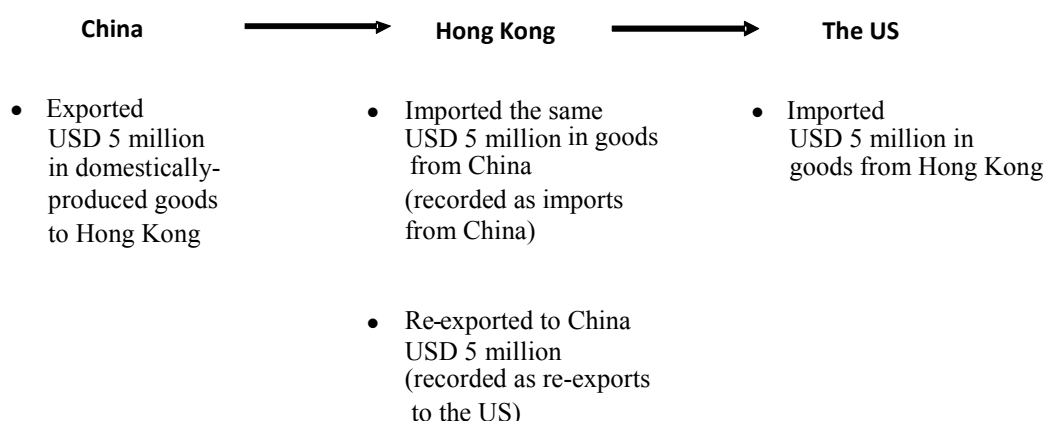 China
Hong Kong
The US
• Exported
USD 5 million
in domestically-
produced goods
to Hong Kong
• Imported the same
USD 5 million in goods
from China
(recorded as imports
from China)
• Re-exported to China
USD 5 million
(recorded as re-exports
to the US)
• Imported
USD 5 million in
goods from Hong Kong